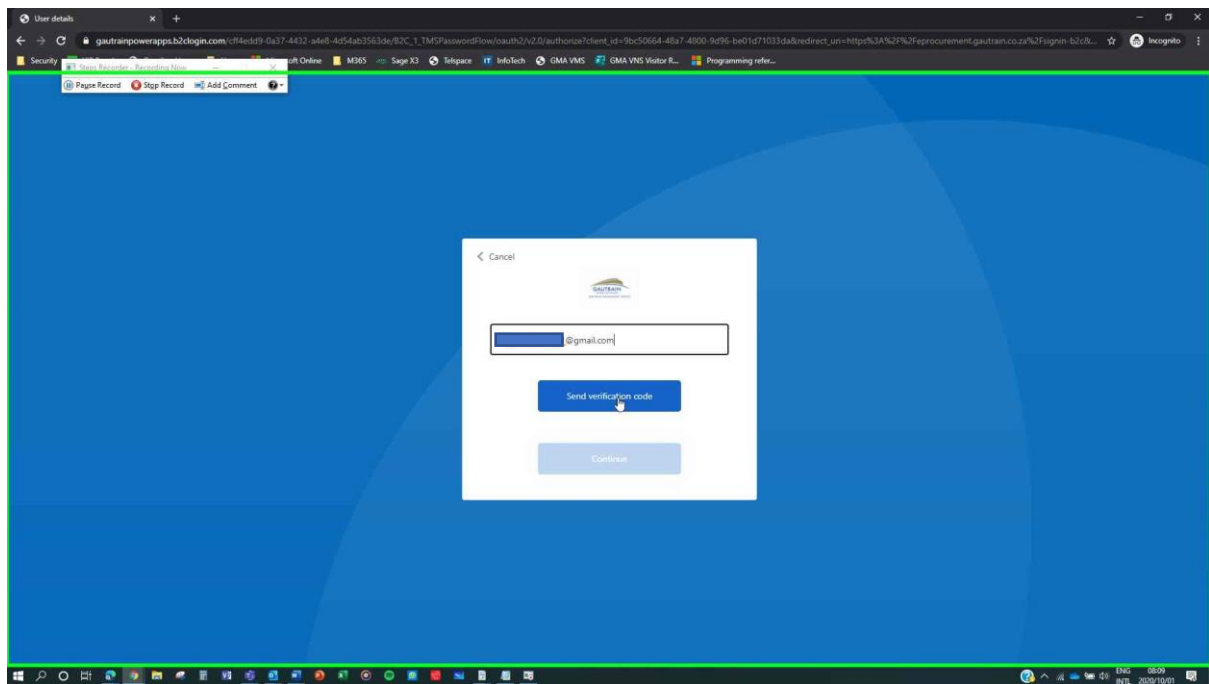 User details
gautrainpowerapps.b2clogin.com/cff4edd9-0a37-4432-a4e8-4d54ab3563de/B2C_1_TMSPasswordFlow/oauth2/v2.0/authorize?client_id=9bc50664-48a7-4800-9d96-be01d71033da&redirect_uri=https%3A%2F%2Feprocurement.gautrain.co.za%2Fsignin-b2c&... Incognito
Security oft Online M365 Sage X3 Telspace InfoTech GMA VMS GMA VNS Visitor R... Programming refer...
Steps Recorder - Recording Now
Pause Record Stop Record Add Comment
Cancel
GAUTRAIN
@gmail.com
Send verification code
Continue
ENG 08:09
INTL 2020/10/01